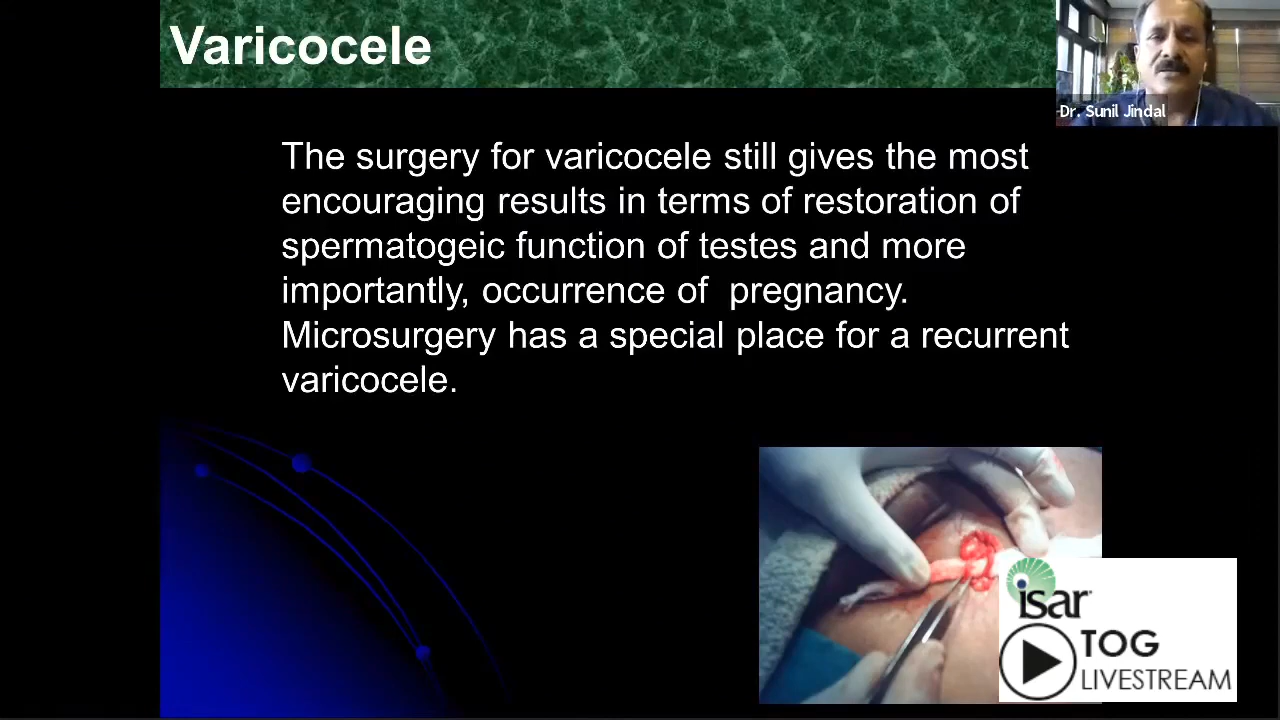 Varicocele
Dr. Sunil Jindal
The surgery for varicocele still gives the most
encouraging results in terms of restoration of
spermatogeic function of testes and more
importantly, occurrence of  pregnancy.
Microsurgery has a special place for a recurrent
varicocele.
isar
TOG
LIVESTREAM